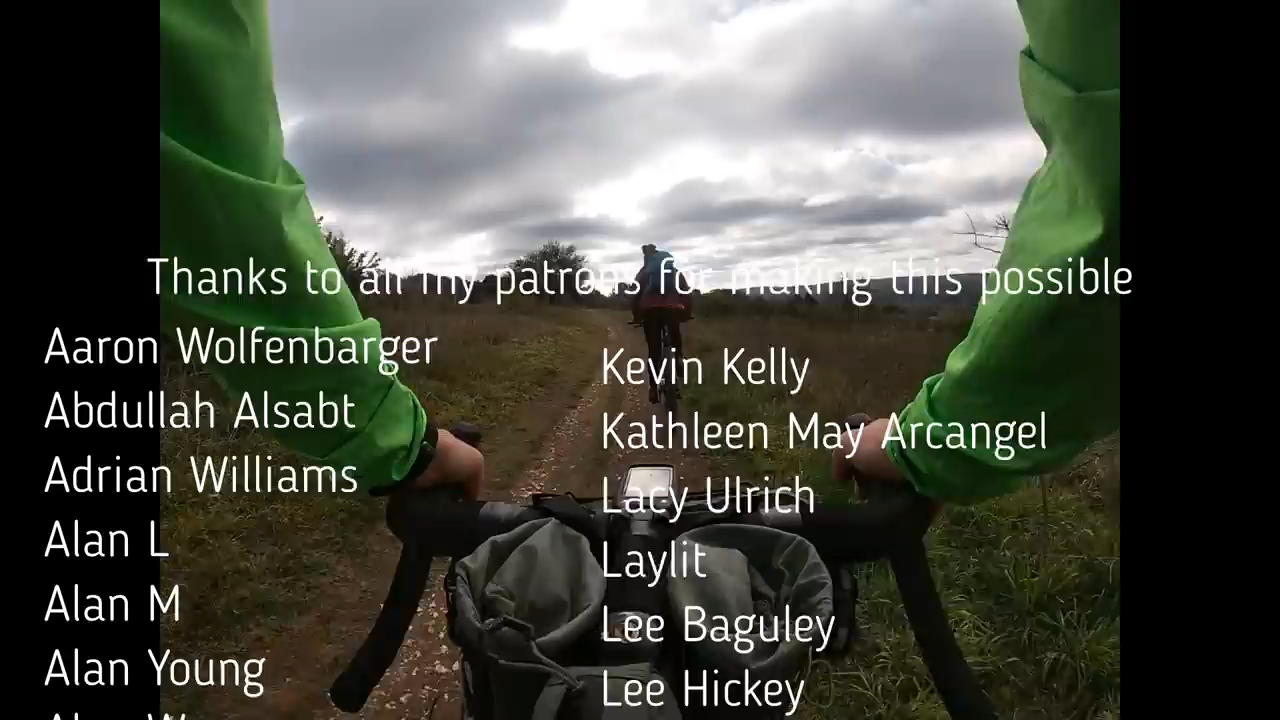 Thanks to all my patrons for making this possible
Aaron Wolfenbarger
Abdullah Alsabt
Adrian Williams
Alan L
Alan M
Alan Young
Kevin Kelly
Kathleen May Arcangel
Lacy Ulrich
Laylit
Lee Baguley
Lee Hickey